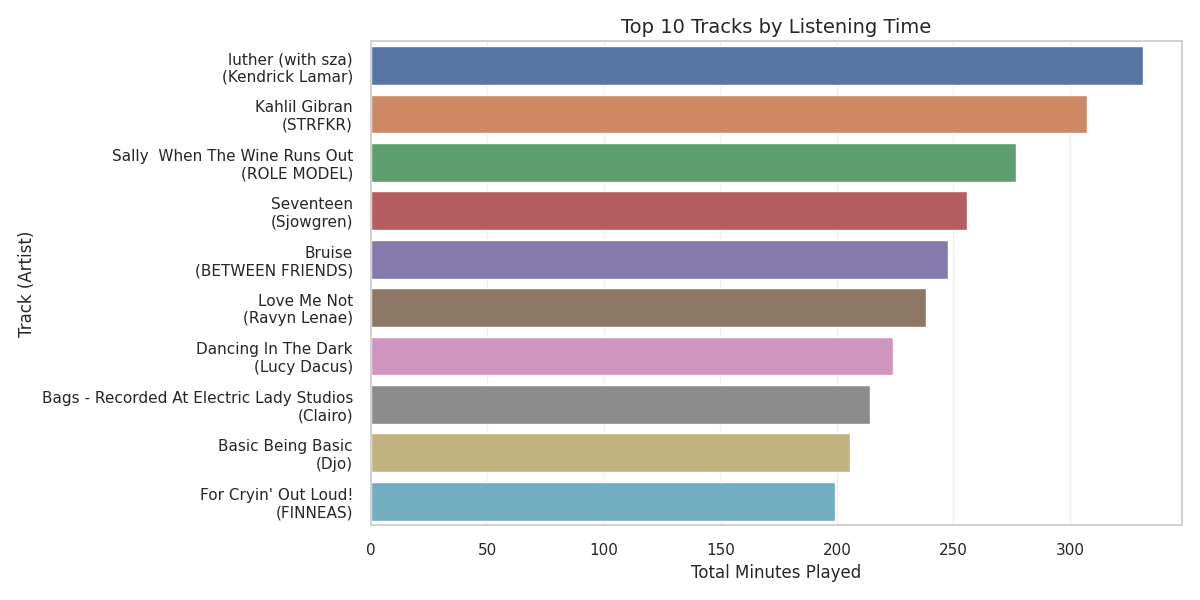 Top 10 Tracks by Listening Time
luther (with sza)
(Kendrick Lamar)
Kahlil Gibran
(STRFKR)
Sally  When The Wine Runs Out
(ROLE MODEL)
Seventeen
(Sjowgren)
Bruise
(BETWEEN FRIENDS)
Love Me Not
(Ravyn Lenae)
Dancing In The Dark
(Lucy Dacus)
Bags - Recorded At Electric Lady Studios
(Clairo)
Basic Being Basic
(Djo)
For Cryin' Out Loud!
(FINNEAS)
Track (Artist)
0 50 100 150 200 250 300
Total Minutes Played